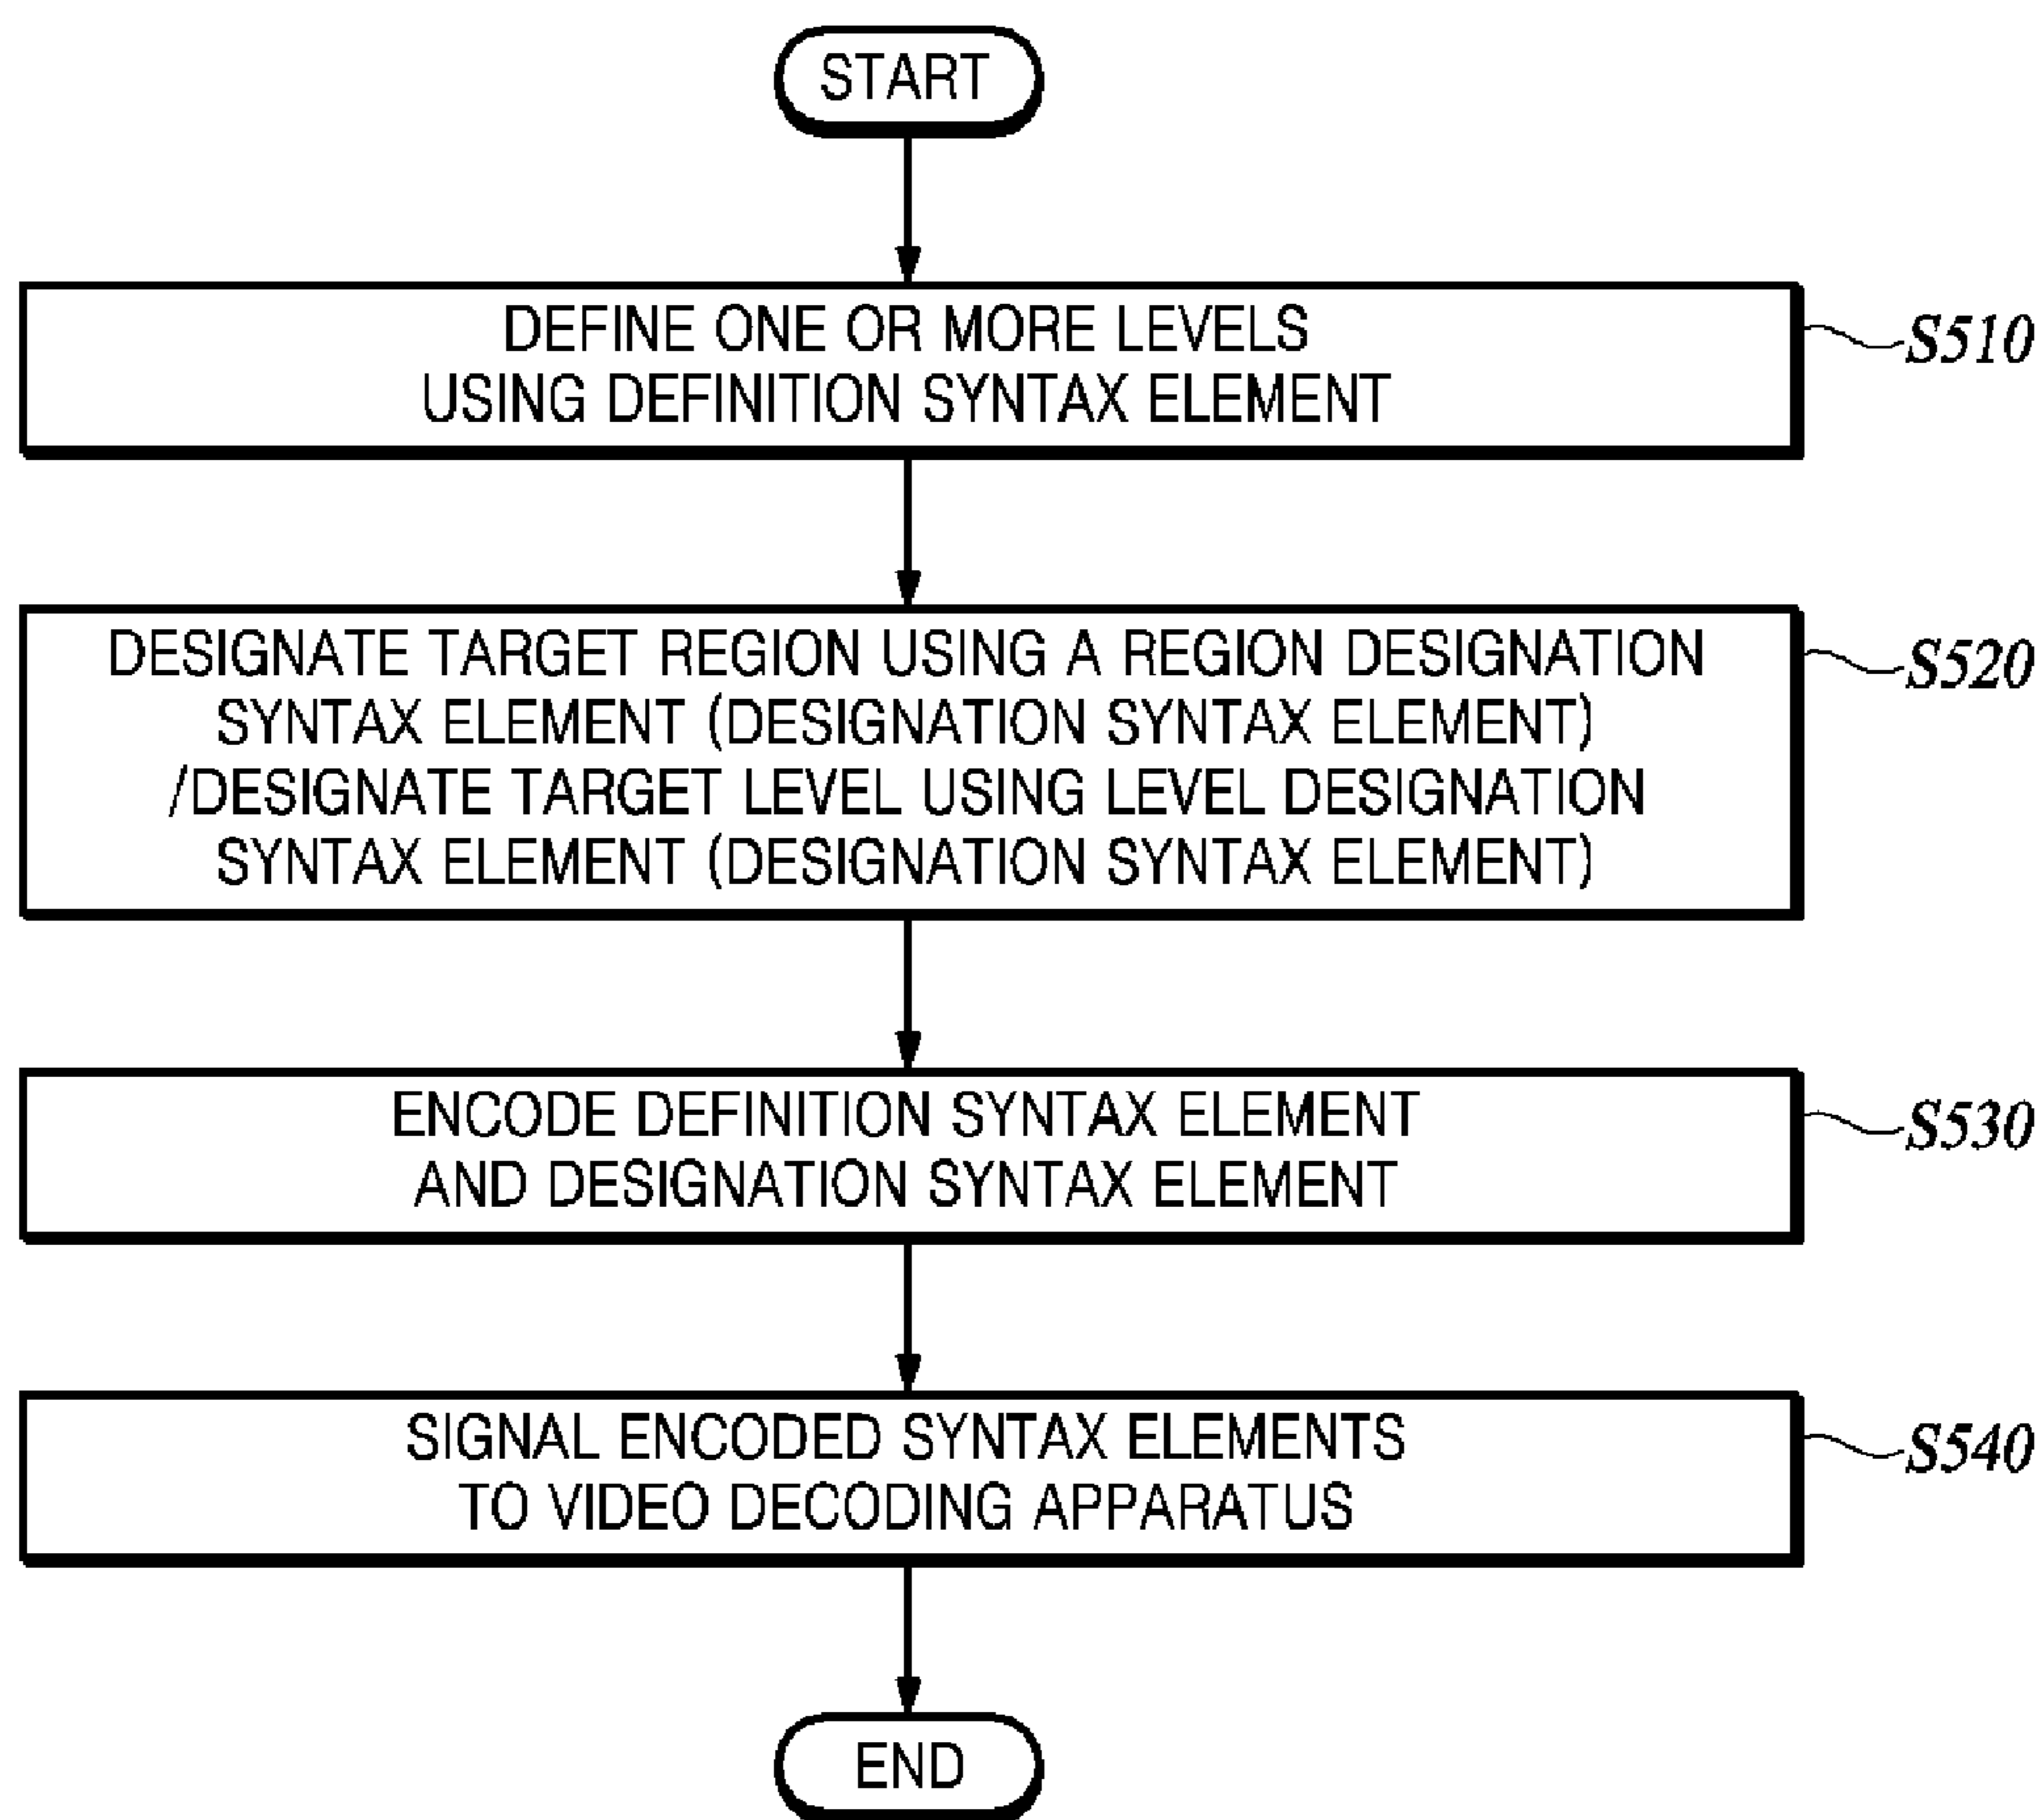 START
DEFINE ONE OR MORE LEVELS
USING DEFINITION SYNTAX ELEMENT
S510
DESIGNATE TARGET REGION USING A REGION DESIGNATION
SYNTAX ELEMENT (DESIGNATION SYNTAX ELEMENT)
/DESIGNATE TARGET LEVEL USING LEVEL DESIGNATION
SYNTAX ELEMENT (DESIGNATION SYNTAX ELEMENT)
S520
ENCODE DEFINITION SYNTAX ELEMENT
AND DESIGNATION SYNTAX ELEMENT
S530
SIGNAL ENCODED SYNTAX ELEMENTS
TO VIDEO DECODING APPARATUS
S540
END